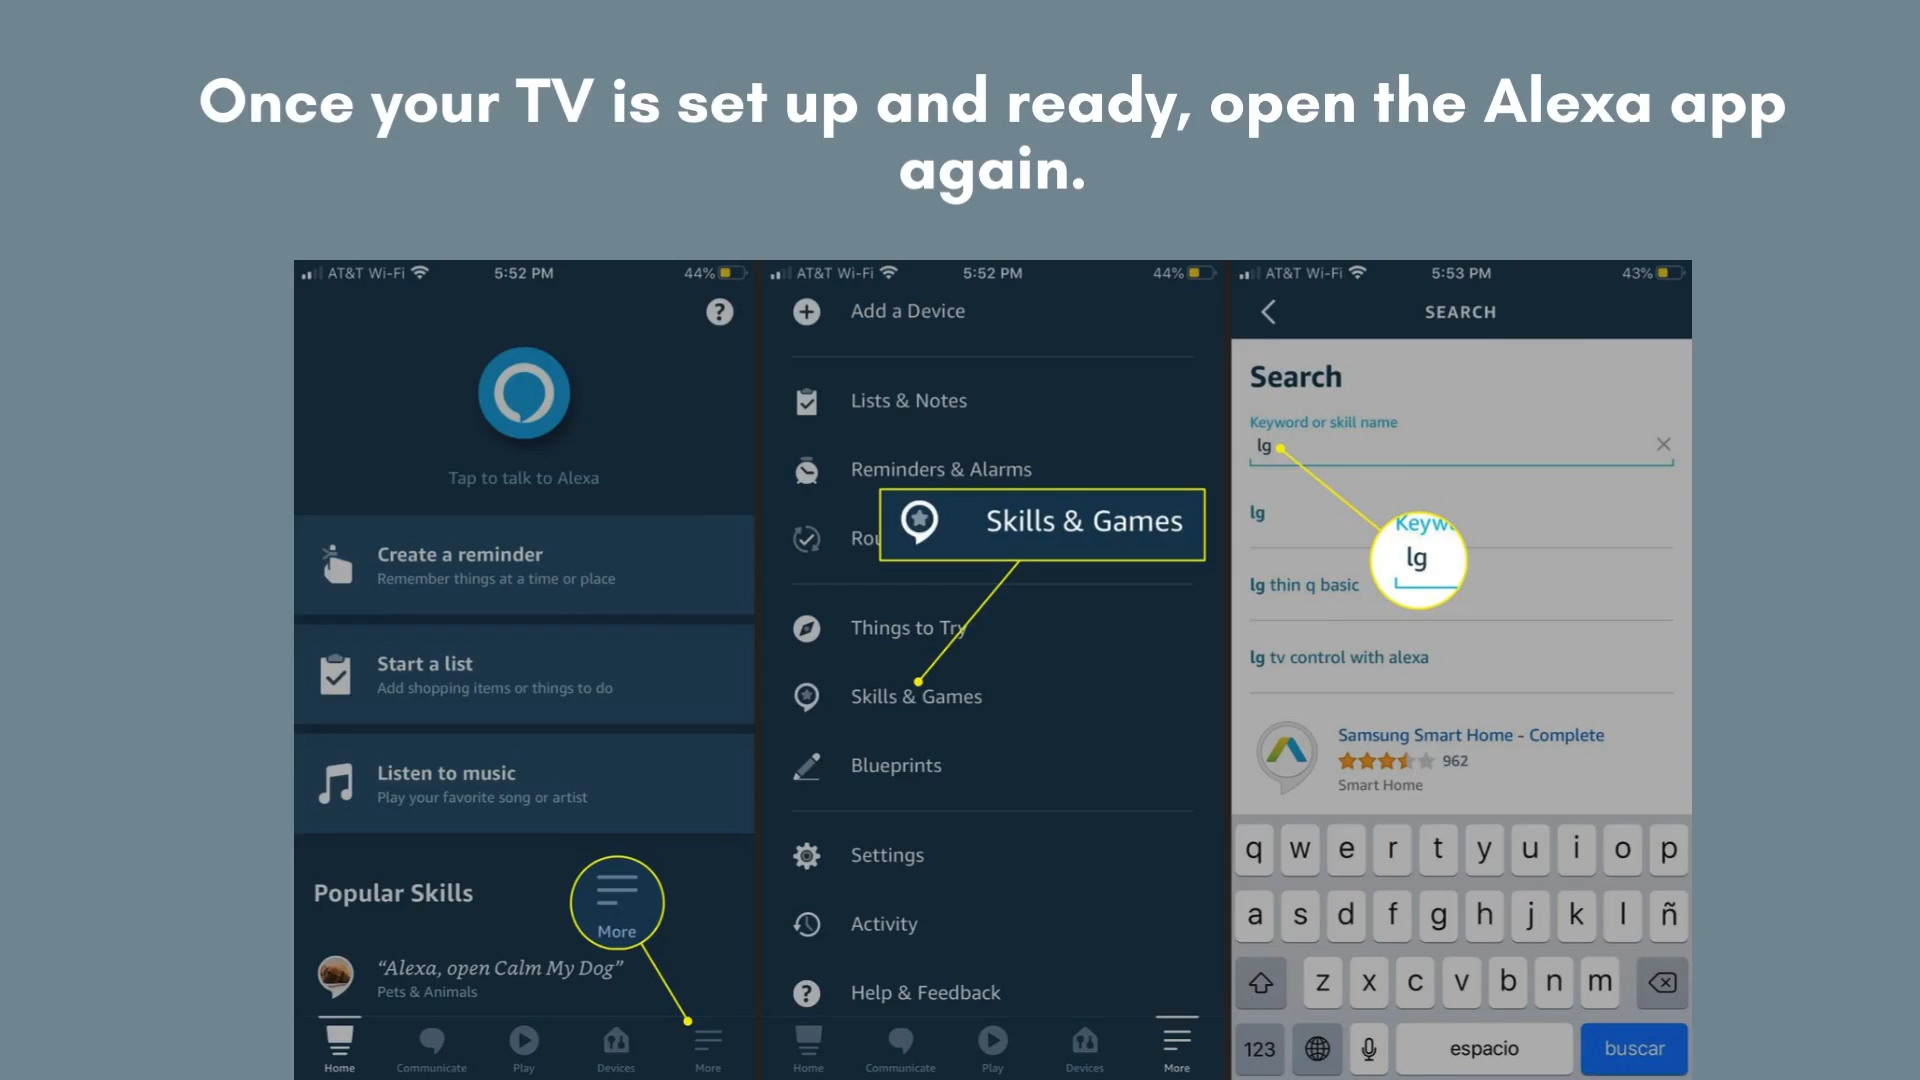 Once your TV is set up and ready, open the Alexa app
again.
AT&T Wi-Fi 5:52 PM 44%
?
Tap to talk to Alexa
Create a reminder
Remember things at a time or place
Start a list
Add shopping items or things to do
Listen to music
Play your favorite song or artist
Popular Skills
More
“Alexa, open Calm My Dog”
Pets & Animals
Home Communicate Play Devices More
AT&T Wi-Fi 5:52 PM 44%
Add a Device
Lists & Notes
Reminders & Alarms
Rou
Skills & Games
Things to Try
Skills & Games
Blueprints
Settings
Activity
? Help & Feedback
Home Communicate Play Devices More
AT&T Wi-Fi 5:53 PM 43%
SEARCH
Search
Keyword or skill name
lg
lg
Keyw
lg
lg thin q basic
lg tv control with alexa
Samsung Smart Home - Complete
962
Smart Home
q w e r t y u i o p
a s d f g h j k l ñ
z x c v b n m
123 espacio buscar